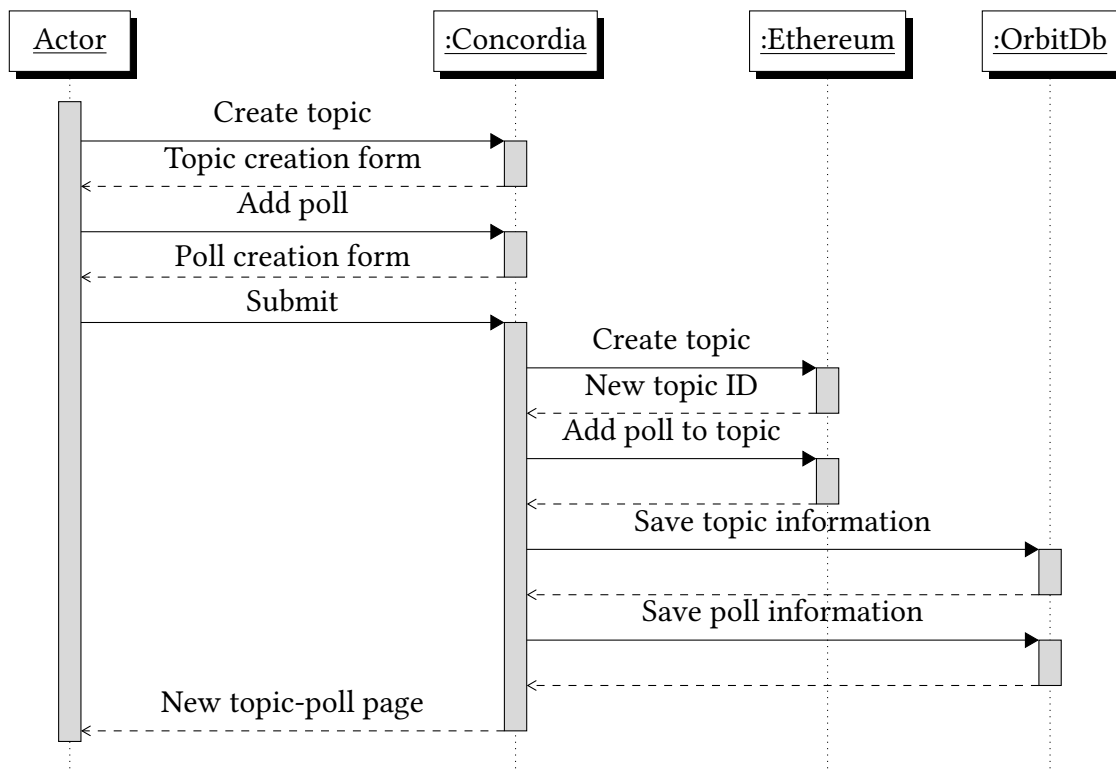 Actor
:Concordia
:Ethereum
:OrbitDb
Create topic
Topic creation form
Add poll
Poll creation form
Submit
Create topic
New topic ID
Add poll to topic
Save topic information
Save poll information
New topic-poll page